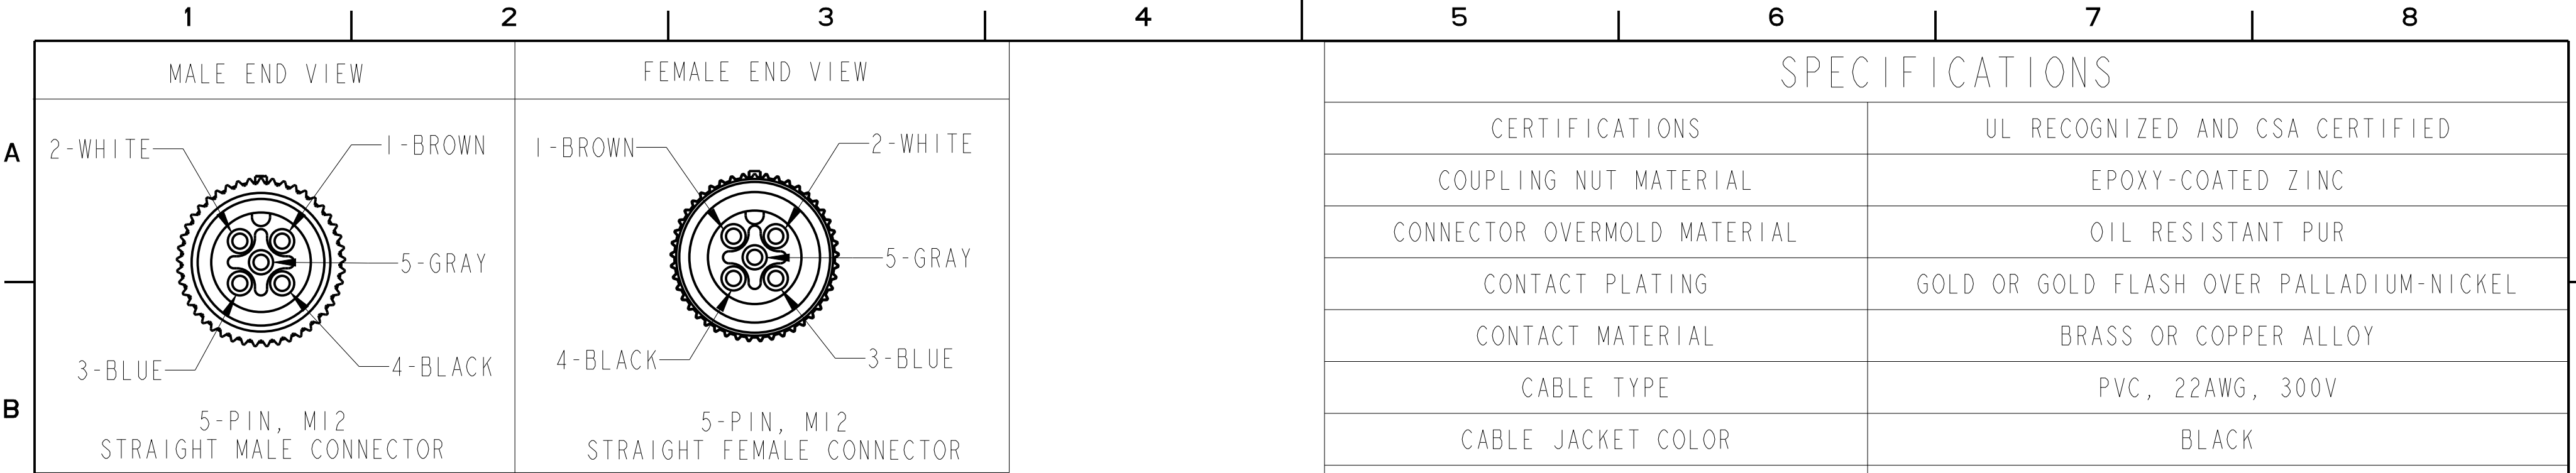 1 2 3 4 5 6 7 8
MALE END VIEW
FEMALE END VIEW
SPECIFICATIONS
A
2-WHITE
1-BROWN
5-GRAY
3-BLUE
4-BLACK
5-PIN, M12
STRAIGHT MALE CONNECTOR
1-BROWN
2-WHITE
5-GRAY
4-BLACK
3-BLUE
5-PIN, M12
STRAIGHT FEMALE CONNECTOR
B
CERTIFICATIONS UL RECOGNIZED AND CSA CERTIFIED
COUPLING NUT MATERIAL EPOXY-COATED ZINC
CONNECTOR OVERMOLD MATERIAL OIL RESISTANT PUR
CONTACT PLATING GOLD OR GOLD FLASH OVER PALLADIUM-NICKEL
CONTACT MATERIAL BRASS OR COPPER ALLOY
CABLE TYPE PVC, 22AWG, 300V
CABLE JACKET COLOR BLACK